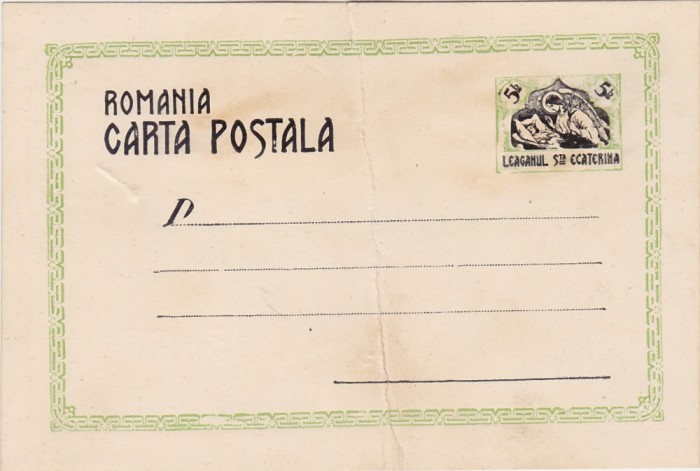 ROMANIA
CARTA POSTALA
5 5
LEAGANUL STA ECATERINA